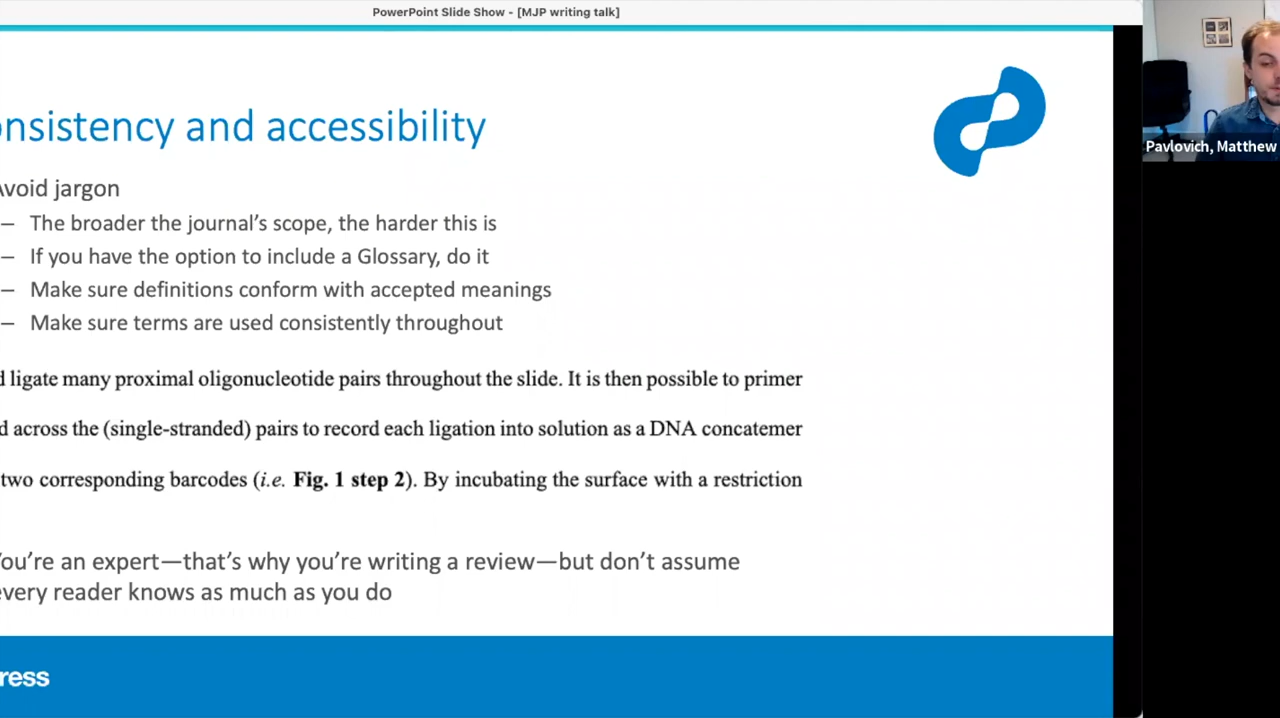 PowerPoint Slide Show - [MJP writing talk]
onsistency and accessibility
Avoid jargon
– The broader the journal's scope, the harder this is
– If you have the option to include a Glossary, do it
– Make sure definitions conform with accepted meanings
– Make sure terms are used consistently throughout
d ligate many proximal oligonucleotide pairs throughout the slide. It is then possible to primer
d across the (single-stranded) pairs to record each ligation into solution as a DNA concatemer
two corresponding barcodes (i.e. Fig. 1 step 2). By incubating the surface with a restriction
You're an expert—that's why you're writing a review—but don't assume
every reader knows as much as you do
ress
Pavlovich, Matthew